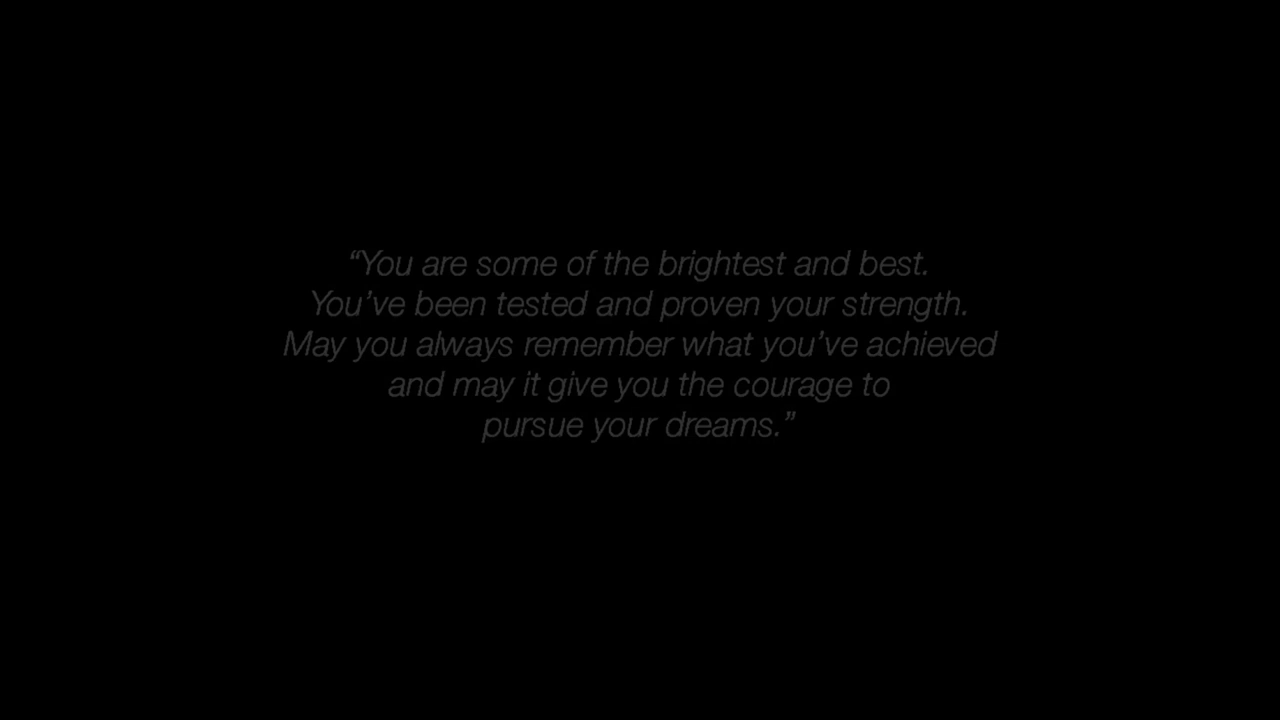 “You are some of the brightest and best.
You’ve been tested and proven your strength.
May you always remember what you’ve achieved
and may it give you the courage to
pursue your dreams.”